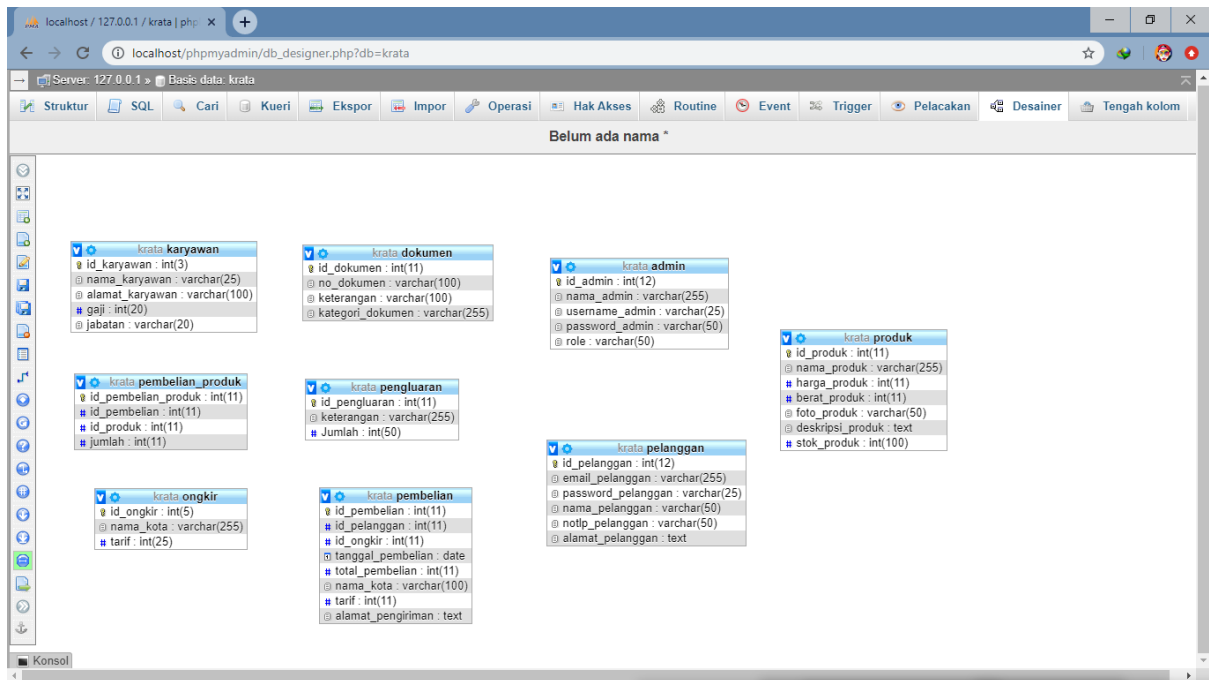 localhost / 127.0.0.1 / krata | php
localhost/phpmyadmin/db_designer.php?db=krata
Server: 127.0.0.1 » Basis data: krata
Struktur SQL Cari Kueri Ekspor Impor Operasi Hak Akses Routine Event Trigger Pelacakan Desainer Tengah kolom
Belum ada nama *
krata karyawan
id_karyawan : int(3)
nama_karyawan : varchar(25)
alamat_karyawan : varchar(100)
# gaji : int(20)
jabatan : varchar(20)
krata dokumen
id_dokumen : int(11)
no_dokumen : varchar(100)
keterangan : varchar(100)
kategori_dokumen : varchar(255)
krata admin
id_admin : int(12)
nama_admin : varchar(255)
username_admin : varchar(25)
password_admin : varchar(50)
role : varchar(50)
krata produk
id_produk : int(11)
nama_produk : varchar(255)
# harga_produk : int(11)
# berat_produk : int(11)
foto_produk : varchar(50)
deskripsi_produk : text
# stok_produk : int(100)
krata pembelian_produk
id_pembelian_produk : int(11)
# id_pembelian : int(11)
# id_produk : int(11)
# jumlah : int(11)
krata pengluaran
id_pengluaran : int(11)
keterangan : varchar(255)
# Jumlah : int(50)
krata pelanggan
id_pelanggan : int(12)
email_pelanggan : varchar(255)
password_pelanggan : varchar(25)
nama_pelanggan : varchar(50)
notlp_pelanggan : varchar(50)
alamat_pelanggan : text
krata ongkir
id_ongkir : int(5)
nama_kota : varchar(255)
# tarif : int(25)
krata pembelian
id_pembelian : int(11)
# id_pelanggan : int(11)
# id_ongkir : int(11)
tanggal_pembelian : date
# total_pembelian : int(11)
nama_kota : varchar(100)
# tarif : int(11)
alamat_pengiriman : text
Konsol